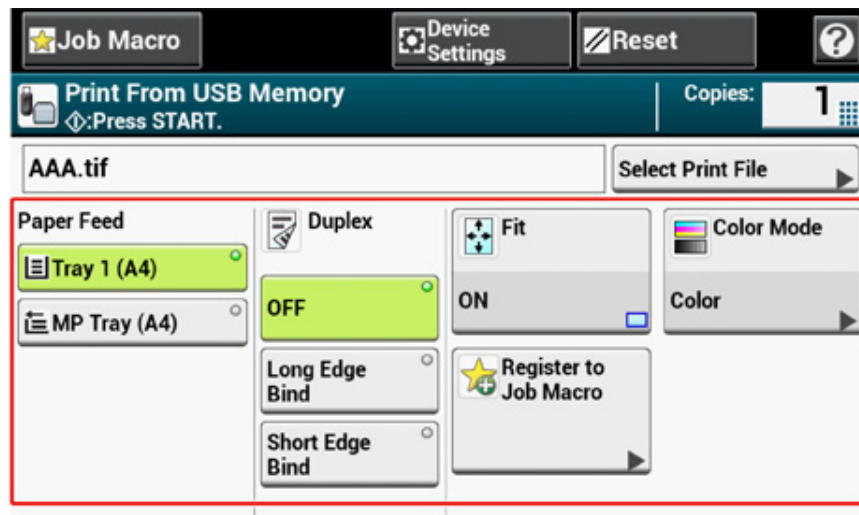 Job Macro
Device
Settings
Reset
?
Print From USB Memory
:Press START.
Copies:
1
AAA.tif
Select Print File
Paper Feed
Tray 1 (A4)
MP Tray (A4)
Duplex
OFF
Long Edge
Bind
Short Edge
Bind
Fit
ON
Register to
Job Macro
Color Mode
Color